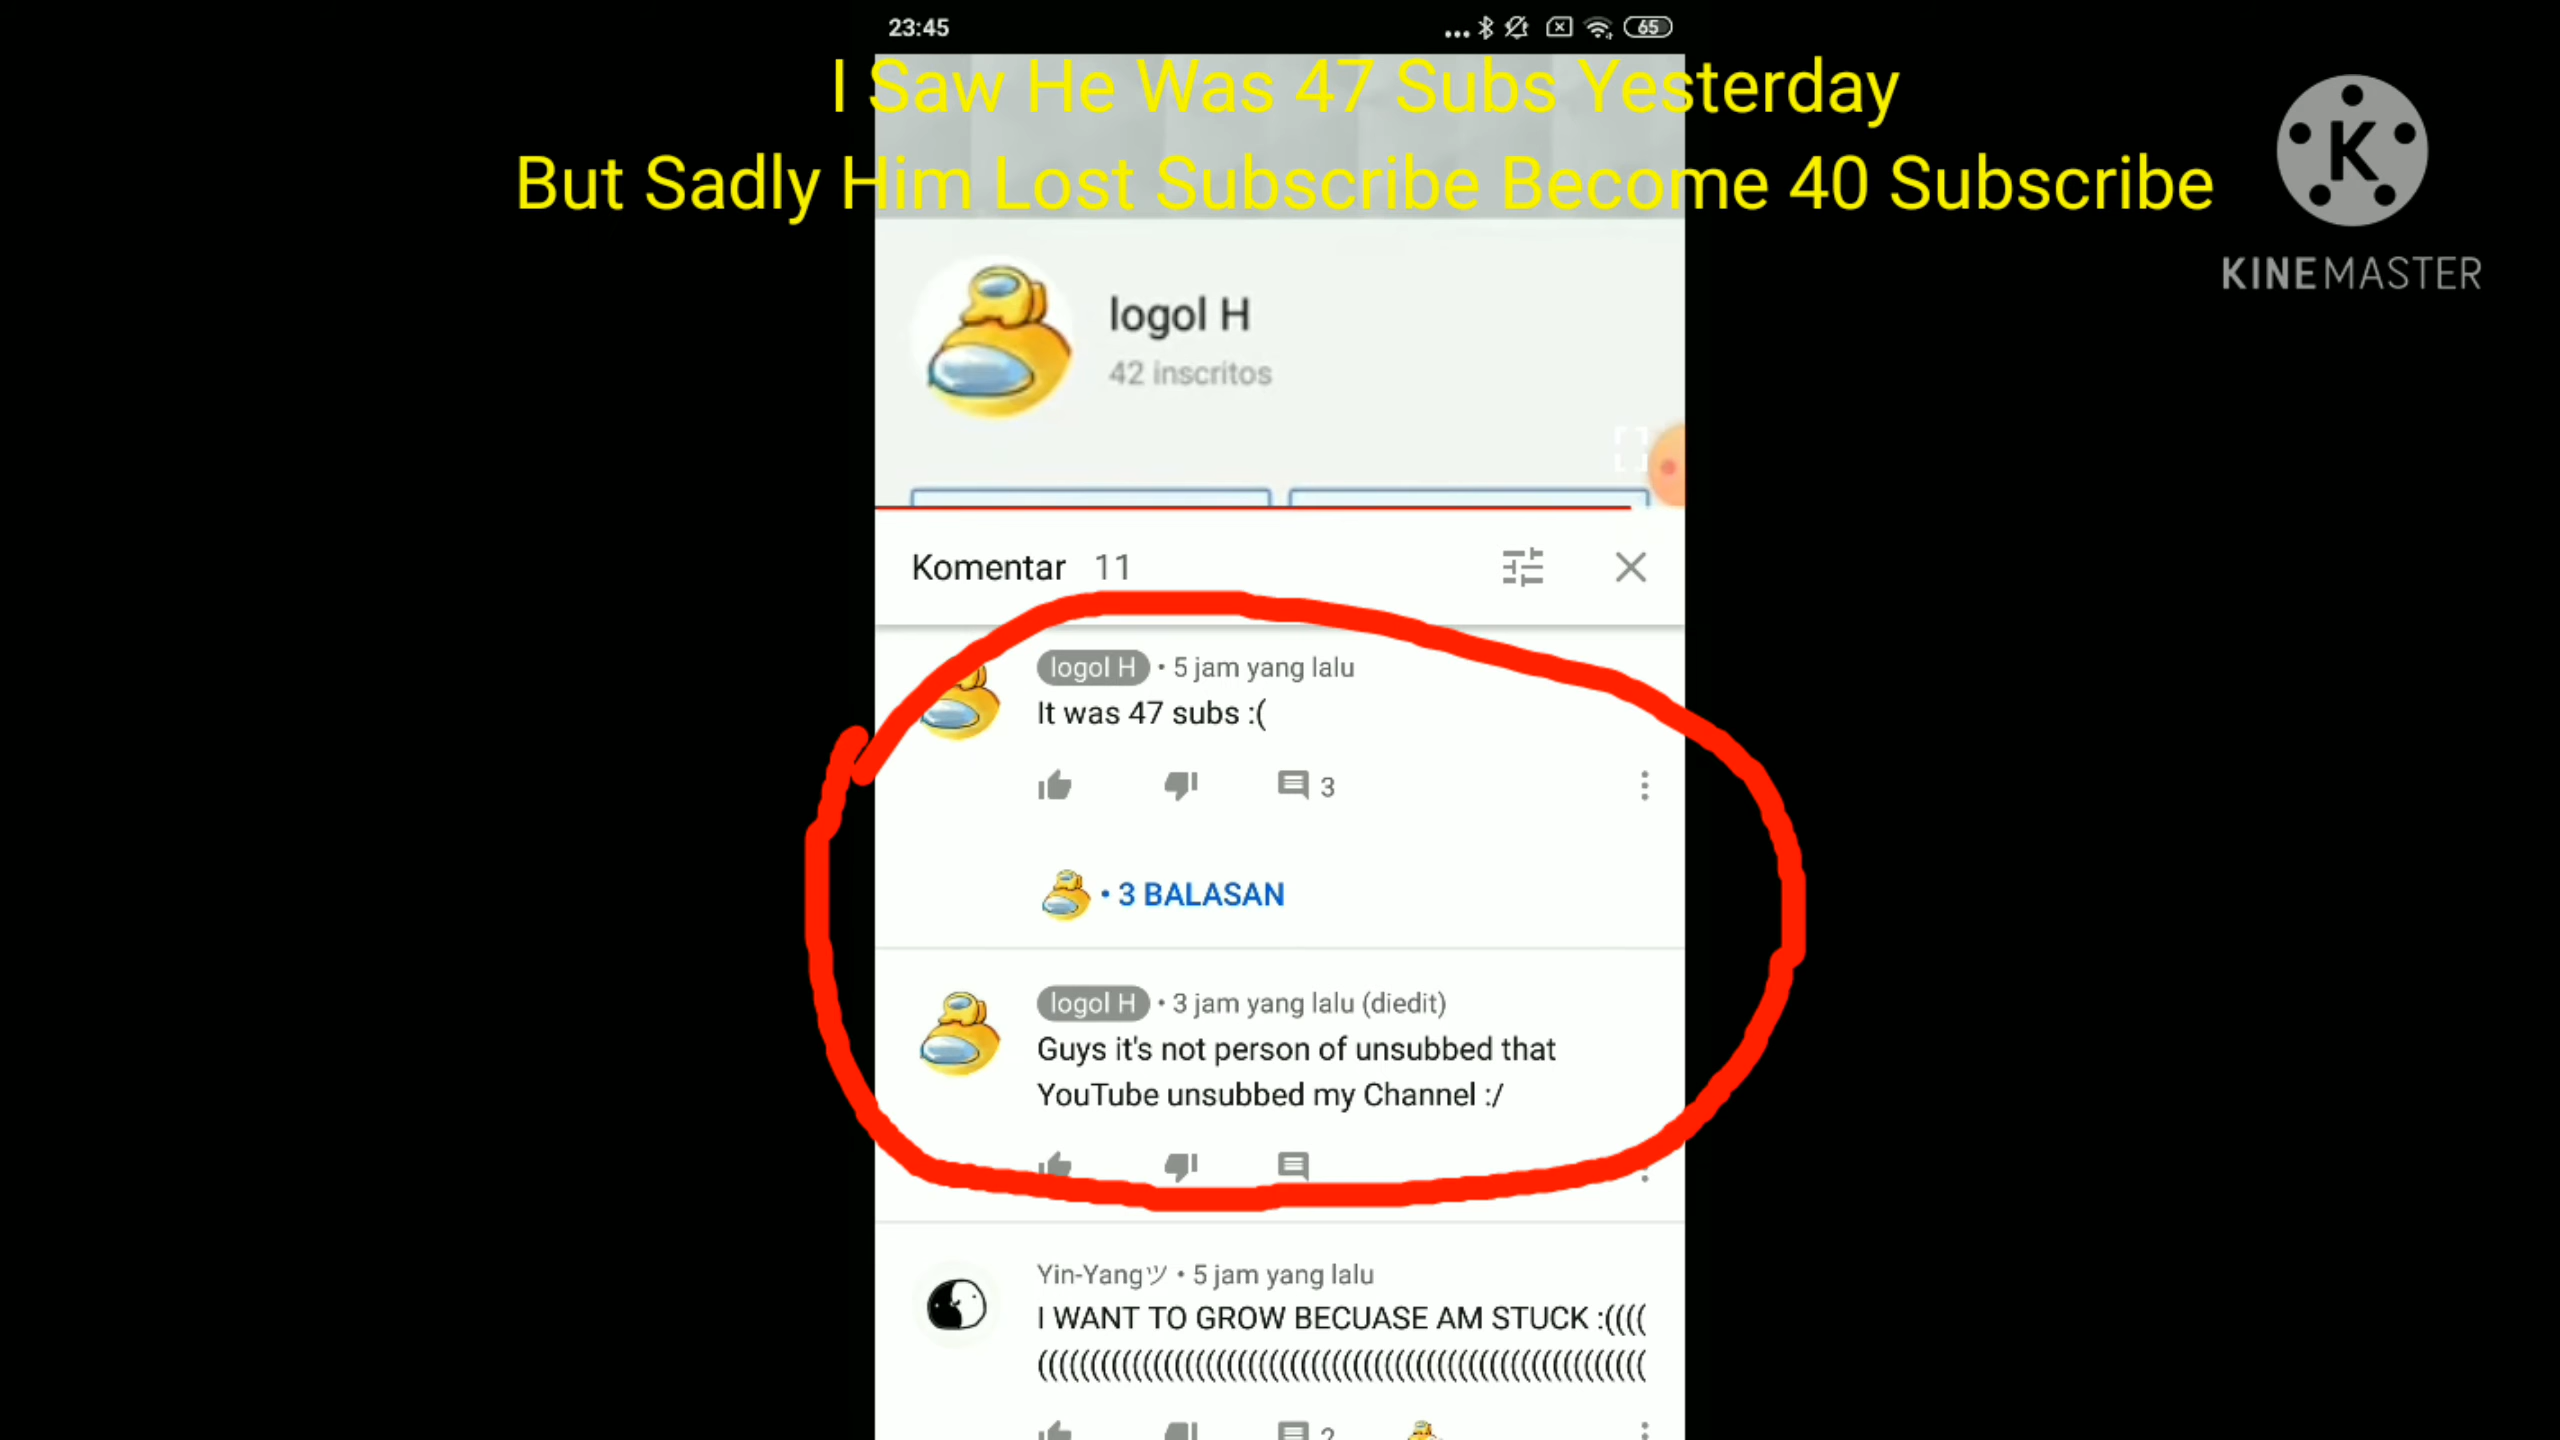 23:45
65
I Saw He Was 47 Subs Yesterday
But Sadly Him Lost Subscribe Become 40 Subscribe
K
KINEMASTER
logol H
42 inscritos
Komentar 11
logol H • 5 jam yang lalu
It was 47 subs :(
3
• 3 BALASAN
logol H • 3 jam yang lalu (diedit)
Guys it's not person of unsubbed that
YouTube unsubbed my Channel :/
Yin-Yangツ • 5 jam yang lalu
I WANT TO GROW BECUASE AM STUCK :((((
((((((((((((((((((((((((((((((((((((((((((((((
2